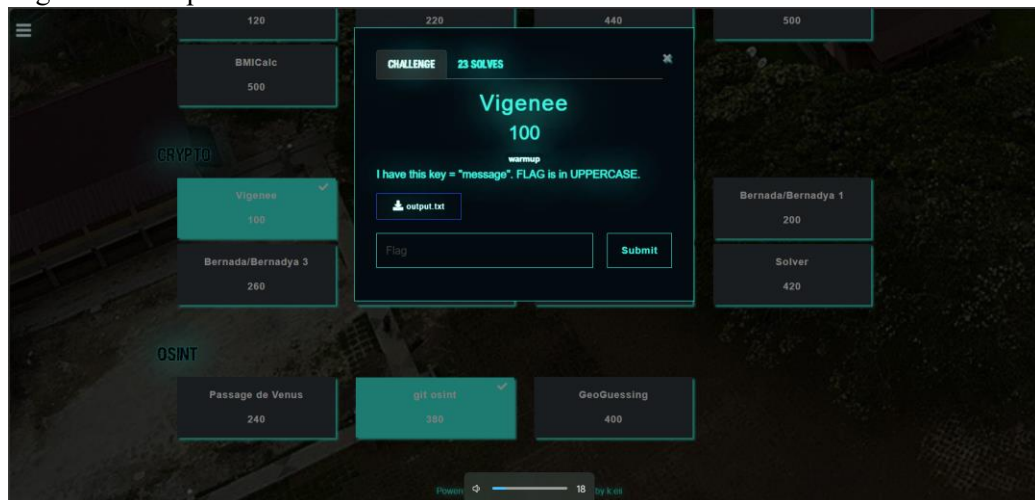 120 220 440 500
BMICalc
500
CHALLENGE 23 SOLVES
Vigenee
100
warmup
I have this key = "message". FLAG is in UPPERCASE.
output.txt
Flag
Submit
CRYPTO
Vigenee
100
Bernada/Bernadya 1
200
Bernada/Bernadya 3
260
Solver
420
OSINT
Passage de Venus
240
git osint
380
GeoGuessing
400
18